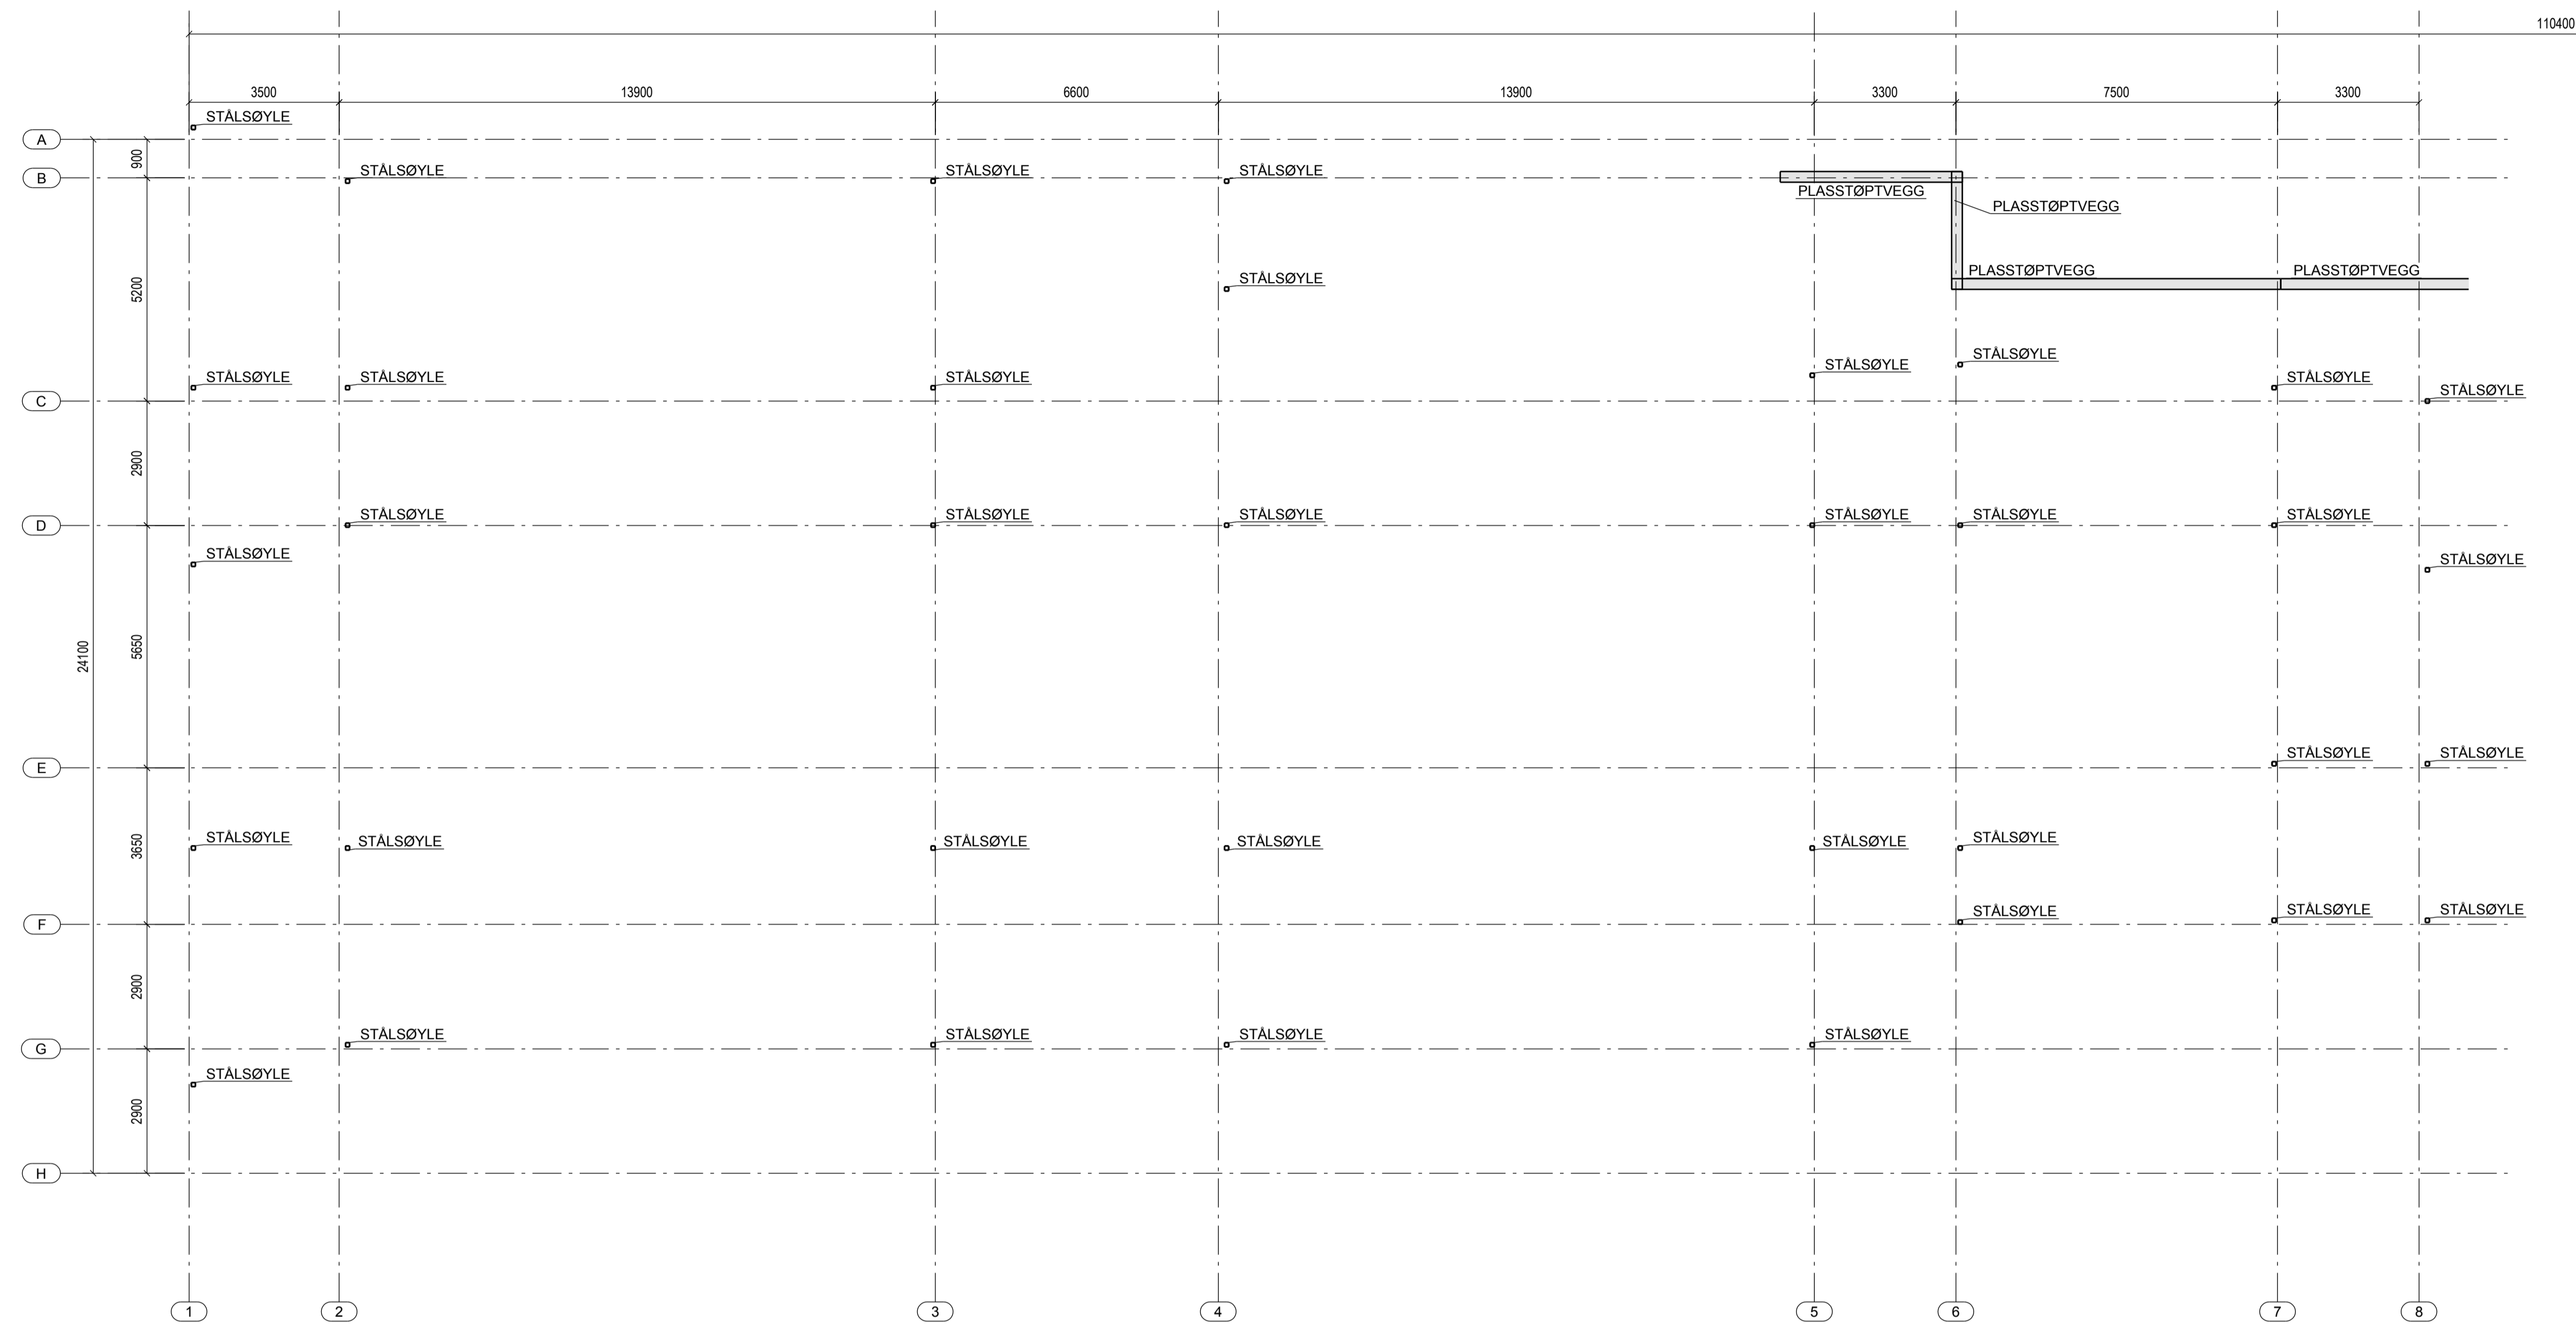 110400
3500 13900 6600 13900 3300 7500 3300
STÅLSØYLE
A
900
B
STÅLSØYLE STÅLSØYLE STÅLSØYLE
PLASSTØPTVEGG
PLASSTØPTVEGG
5200
STÅLSØYLE
PLASSTØPTVEGG PLASSTØPTVEGG
STÅLSØYLE STÅLSØYLE
STÅLSØYLE STÅLSØYLE STÅLSØYLE STÅLSØYLE
STÅLSØYLE
C
2900
STÅLSØYLE STÅLSØYLE STÅLSØYLE STÅLSØYLE STÅLSØYLE STÅLSØYLE
D
STÅLSØYLE STÅLSØYLE
5650
24100
STÅLSØYLE STÅLSØYLE
E
3650
STÅLSØYLE STÅLSØYLE STÅLSØYLE STÅLSØYLE STÅLSØYLE STÅLSØYLE
STÅLSØYLE STÅLSØYLE STÅLSØYLE
F
2900
STÅLSØYLE STÅLSØYLE STÅLSØYLE STÅLSØYLE
G
STÅLSØYLE
2900
H
1 2 3 4 5 6 7 8